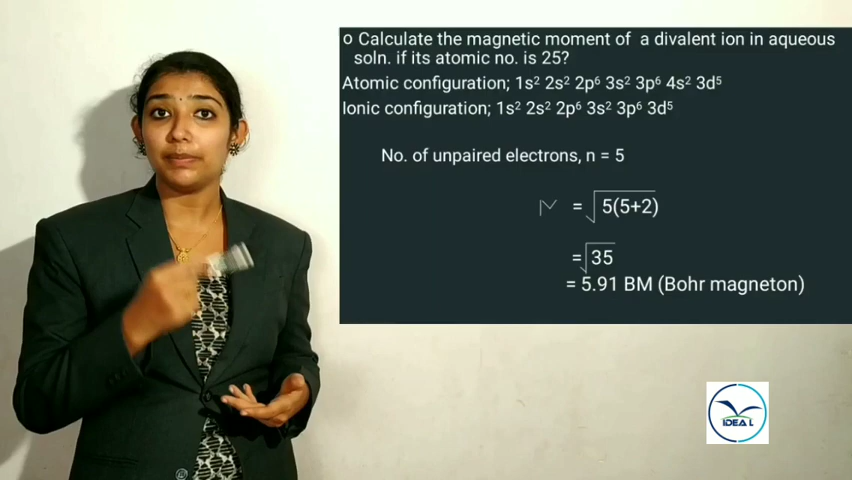 o Calculate the magnetic moment of a divalent ion in aqueous
soln. if its atomic no. is 25?
Atomic configuration; 1s² 2s² 2p⁶ 3s² 3p⁶ 4s² 3d⁵
Ionic configuration; 1s² 2s² 2p⁶ 3s² 3p⁶ 3d⁵
No. of unpaired electrons, n = 5
= √5(5+2)
= √35
= 5.91 BM (Bohr magneton)
IDEAL